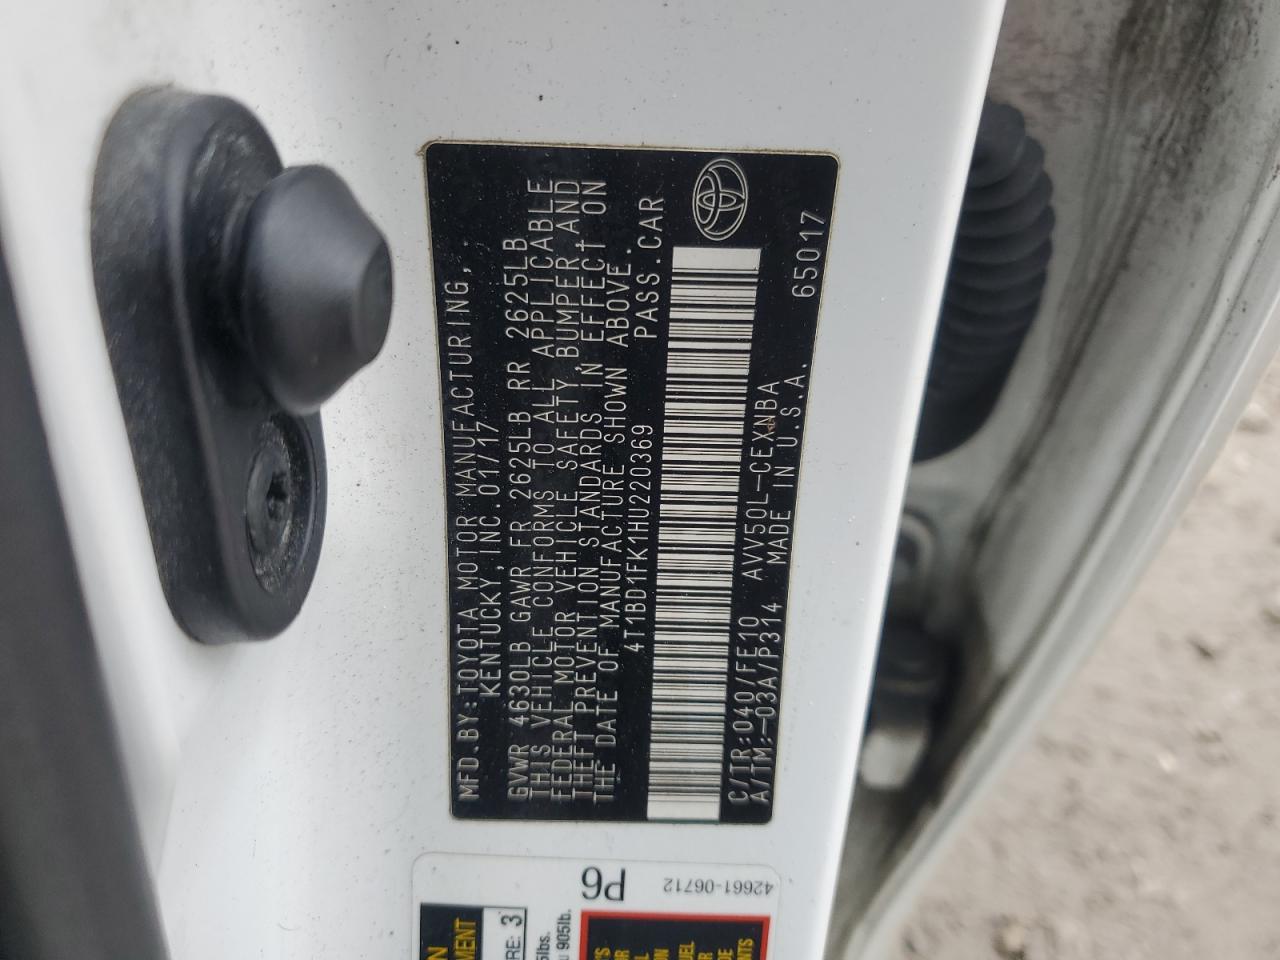 MFD.BY:TOYOTA MOTOR MANUFACTURING,
KENTUCKY,INC.01/17
GVWR 4630LB GAWR FR 2625LB RR 2625LB
THIS VEHICLE CONFORMS TO ALL APPLICABLE
FEDERAL MOTOR VEHICLE SAFETY,BUMPER,AND
THEFT PREVENTION STANDARDS IN EFFECT ON
THE DATE OF MANUFACTURE SHOWN ABOVE.
4T1BD1FK1HU220369 PASS.CAR
C/TR:040/FE10 AVV50L-CEXNBA 65017
A/TM:-03A/P314 MADE IN U.S.A.
P6
42661-06712